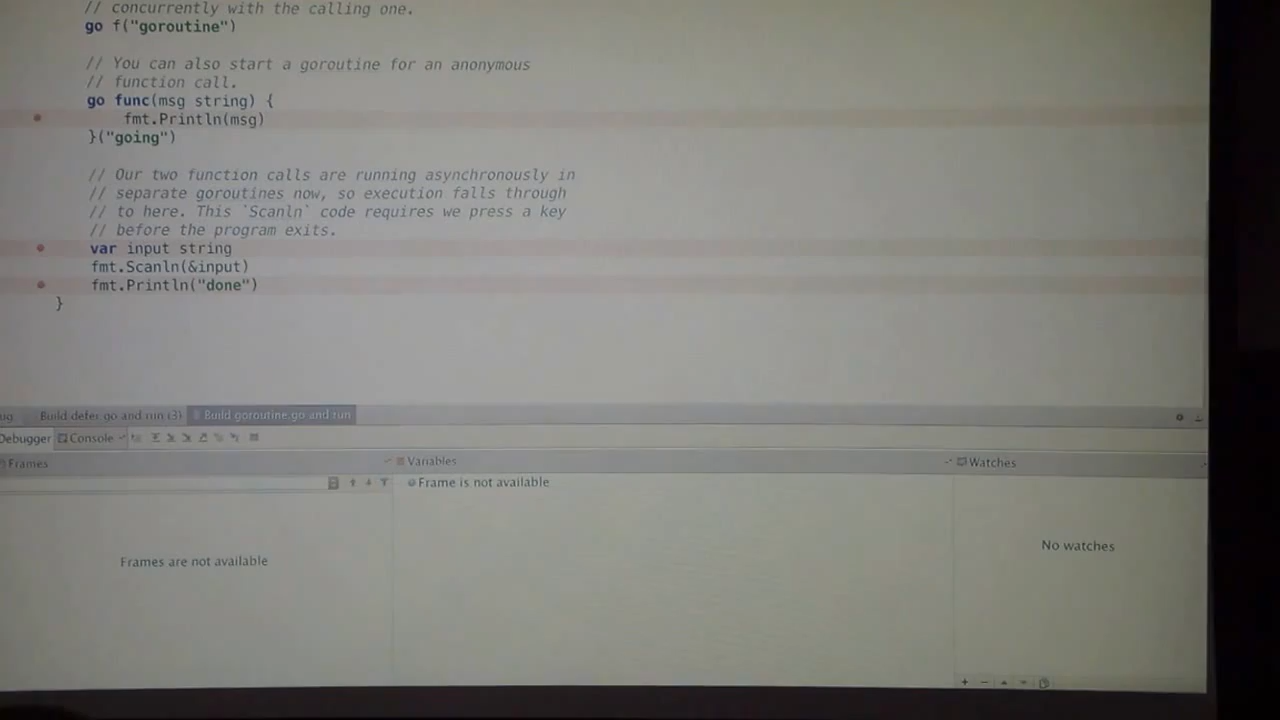 // concurrently with the calling one.
go f("goroutine")
// You can also start a goroutine for an anonymous
// function call.
go func(msg string) {
fmt.Println(msg)
}("going")
// Our two function calls are running asynchronously in
// separate goroutines now, so execution falls through
// to here. This `Scanln` code requires we press a key
// before the program exits.
var input string
fmt.Scanln(&input)
fmt.Println("done")
}
ug Build defer.go and run (3) Build goroutine.go and run
Debugger Console
Frames Variables Watches
Frame is not available
Frames are not available No watches